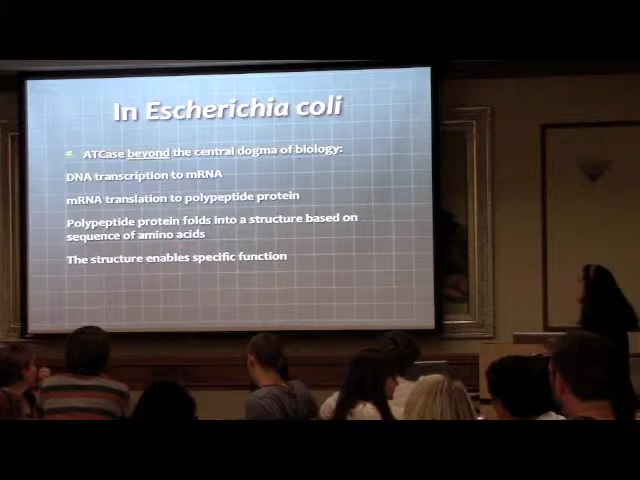 In Escherichia coli
ATCase beyond the central dogma of biology:
DNA transcription to mRNA
mRNA translation to polypeptide protein
Polypeptide protein folds into a structure based on
sequence of amino acids
The structure enables specific function